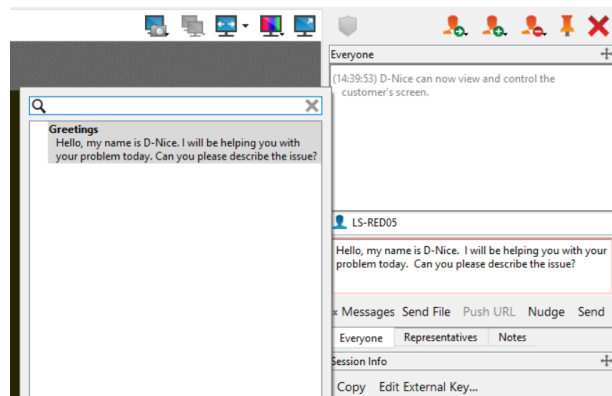 Everyone
(14:39:53) D-Nice can now view and control the
customer's screen.
Greetings
Hello, my name is D-Nice. I will be helping you with
your problem today. Can you please describe the issue?
LS-RED05
Hello, my name is D-Nice.  I will be helping you with your
problem today.  Can you please describe the issue?
Messages Send File Push URL Nudge Send
Everyone Representatives Notes
Session Info
Copy Edit External Key...